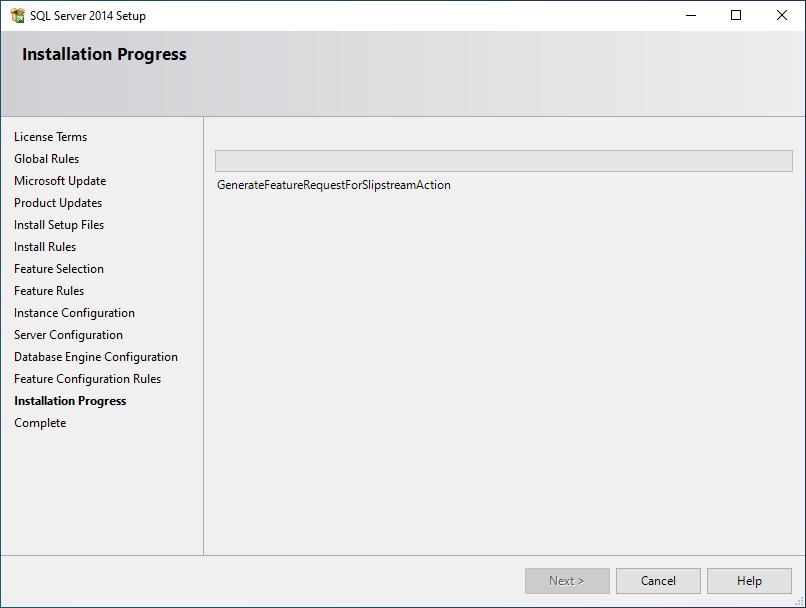 SQL Server 2014 Setup
Installation Progress
License Terms
Global Rules
Microsoft Update
Product Updates
Install Setup Files
Install Rules
Feature Selection
Feature Rules
Instance Configuration
Server Configuration
Database Engine Configuration
Feature Configuration Rules
Installation Progress
Complete
GenerateFeatureRequestForSlipstreamAction
Next >
Cancel
Help